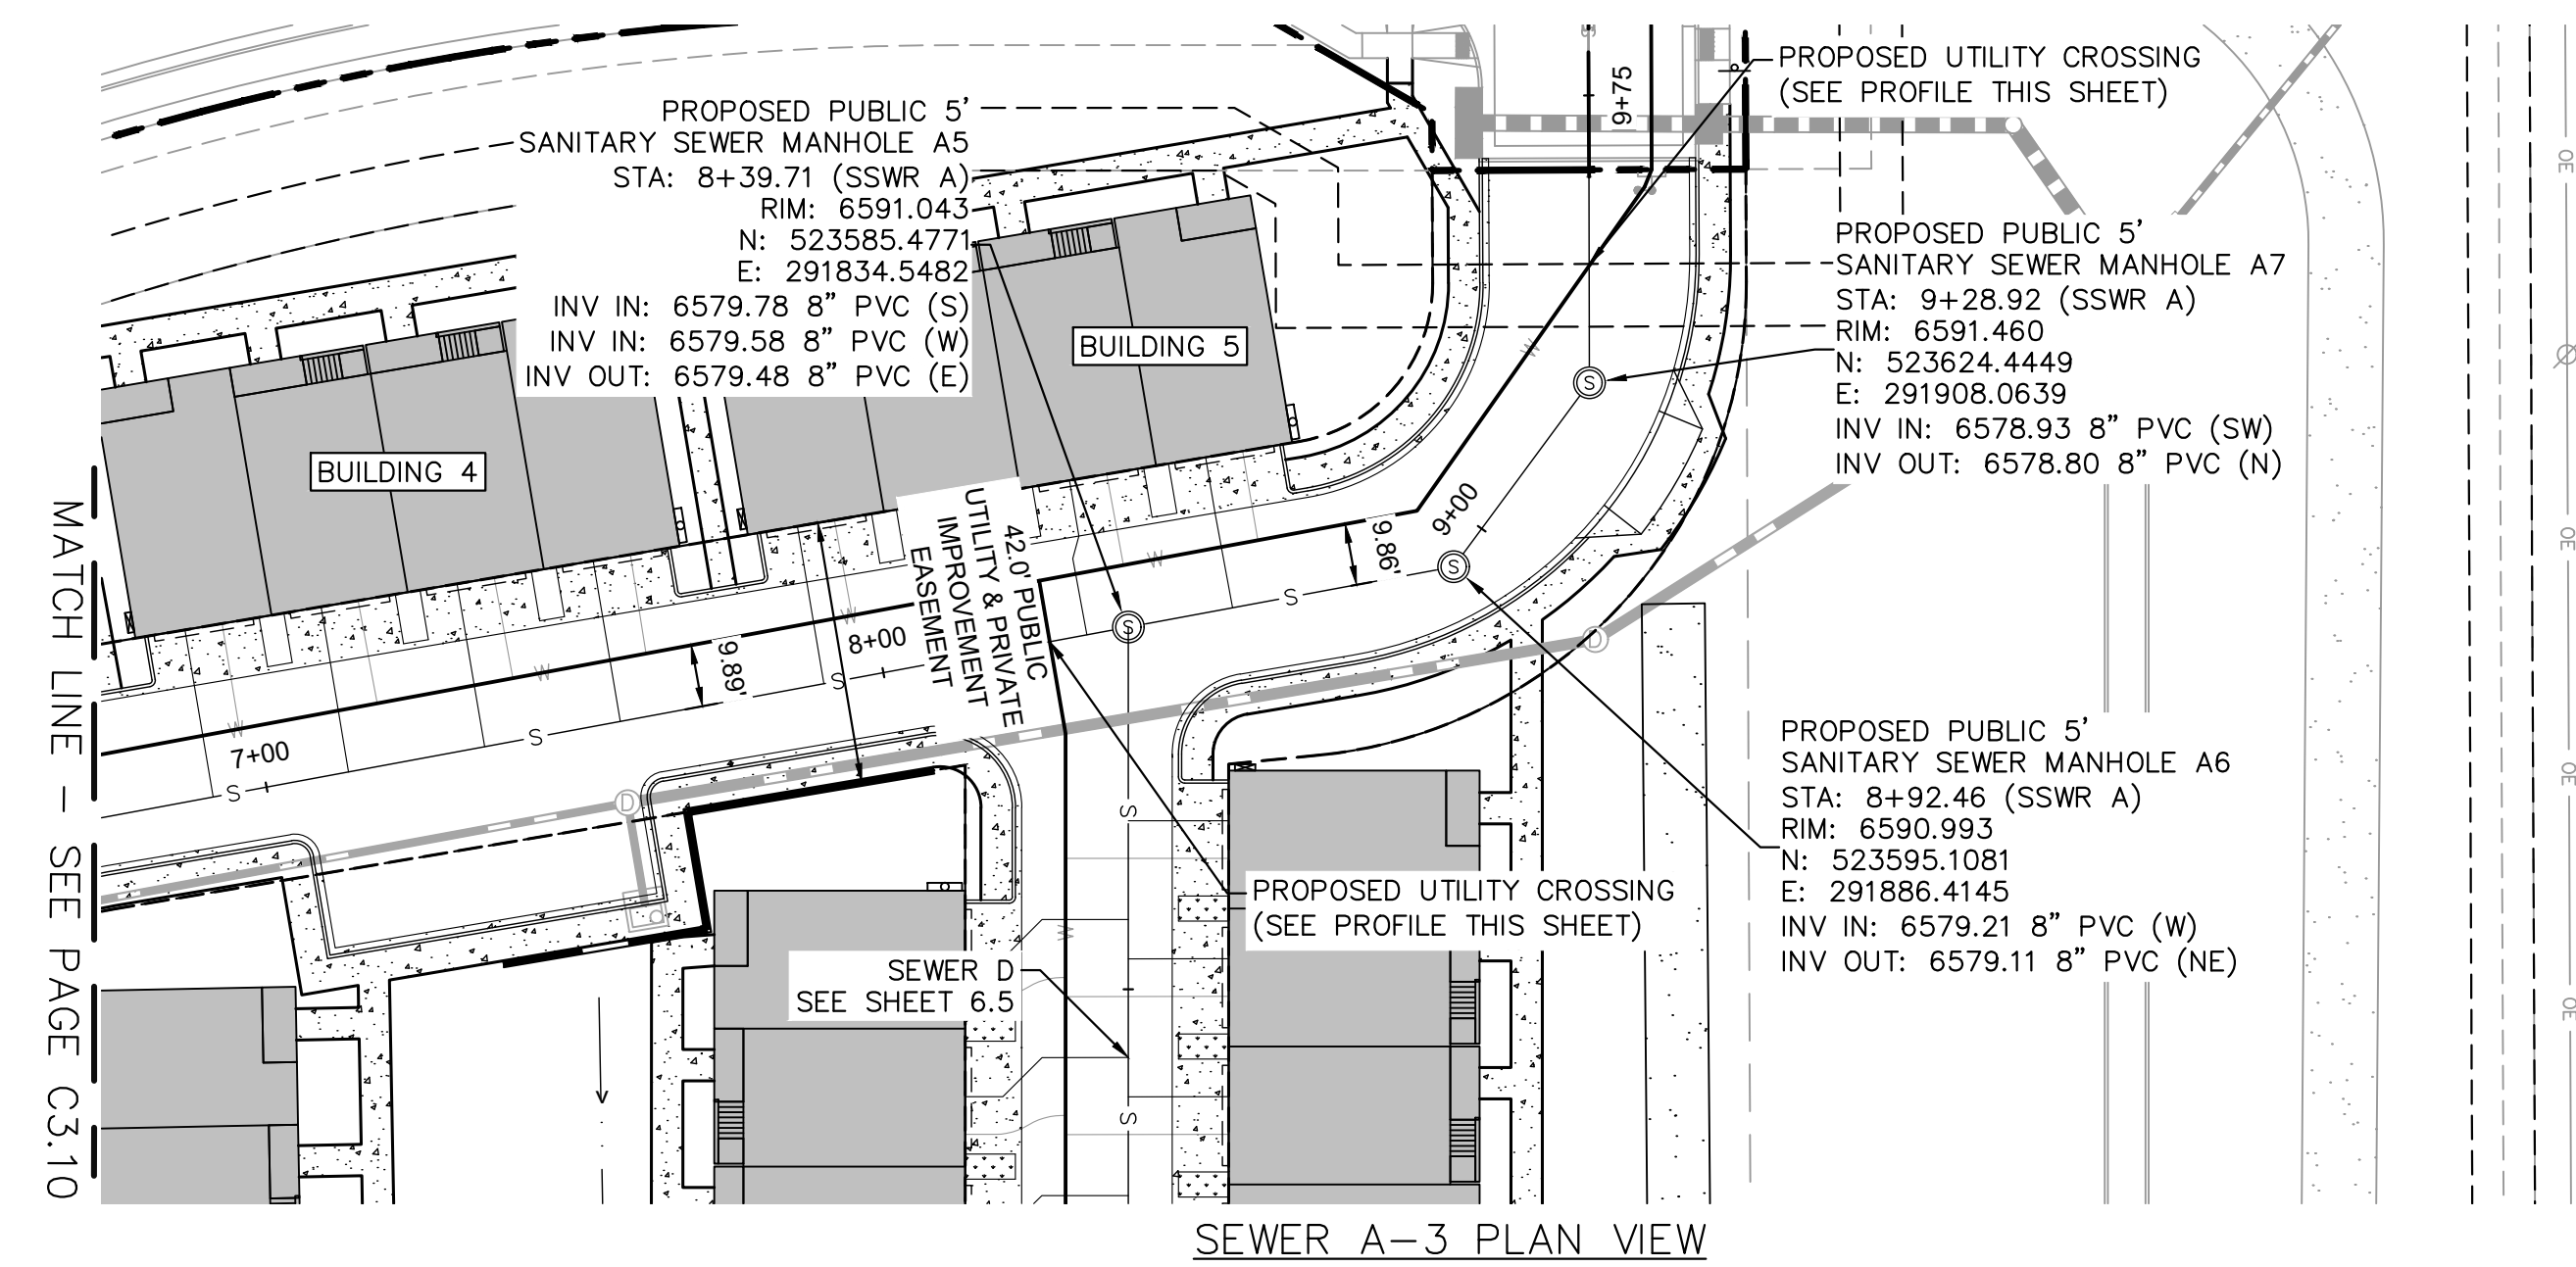 PROPOSED UTILITY CROSSING
(SEE PROFILE THIS SHEET)
9+75
PROPOSED PUBLIC 5'
SANITARY SEWER MANHOLE A5
STA: 8+39.71 (SSWR A)
RIM: 6591.043
N: 523585.4771
E: 291834.5482
INV IN: 6579.78 8" PVC (S)
INV IN: 6579.58 8" PVC (W)
INV OUT: 6579.48 8" PVC (E)
PROPOSED PUBLIC 5'
SANITARY SEWER MANHOLE A7
STA: 9+28.92 (SSWR A)
RIM: 6591.460
N: 523624.4449
E: 291908.0639
INV IN: 6578.93 8" PVC (SW)
INV OUT: 6578.80 8" PVC (N)
BUILDING 5
BUILDING 4
MATCH LINE – SEE PAGE C3.10
42.0' PUBLIC
UTILITY & PRIVATE
IMPROVEMENT
EASEMENT
9+00
9.86'
8+00
9.89'
7+00
S
S
S
S
S
S
S
S
S
W
W
W
W
W
W
D
D
OE
OE
OE
OE
PROPOSED PUBLIC 5'
SANITARY SEWER MANHOLE A6
STA: 8+92.46 (SSWR A)
RIM: 6590.993
N: 523595.1081
E: 291886.4145
INV IN: 6579.21 8" PVC (W)
INV OUT: 6579.11 8" PVC (NE)
PROPOSED UTILITY CROSSING
(SEE PROFILE THIS SHEET)
SEWER D
SEE SHEET 6.5
SEWER A–3 PLAN VIEW